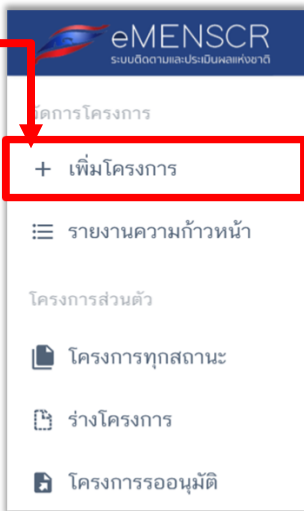 eMENSCR
ระบบติดตามและประเมินผลแห่งชาติ
จัดการโครงการ
เพิ่มโครงการ
รายงานความก้าวหน้า
โครงการส่วนตัว
โครงการทุกสถานะ
ร่างโครงการ
โครงการรออนุมัติ